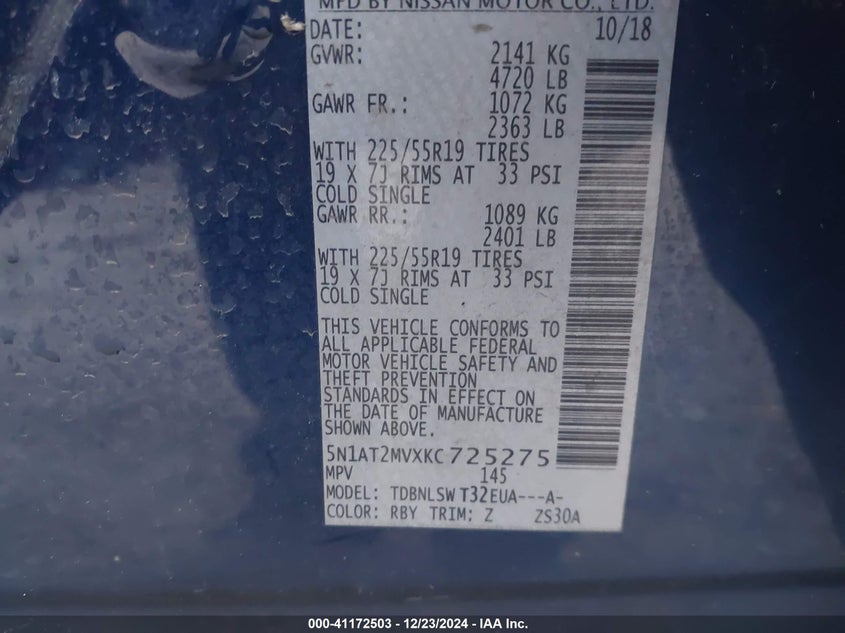 MFD BY NISSAN MOTOR CO., LTD.
DATE: 10/18
GVWR: 2141 KG
4720 LB
GAWR FR.: 1072 KG
2363 LB
WITH 225/55R19 TIRES
19 X 7J RIMS AT 33 PSI
COLD SINGLE
GAWR RR.: 1089 KG
2401 LB
WITH 225/55R19 TIRES
19 X 7J RIMS AT 33 PSI
COLD SINGLE
THIS VEHICLE CONFORMS TO
ALL APPLICABLE FEDERAL
MOTOR VEHICLE SAFETY AND
THEFT PREVENTION
STANDARDS IN EFFECT ON
THE DATE OF MANUFACTURE
SHOWN ABOVE.
5N1AT2MVXKC725275
MPV 145
MODEL: TDBNLSW T32EUA---A-
COLOR: RBY TRIM: Z ZS30A
000-41172503 - 12/23/2024 - IAA Inc.